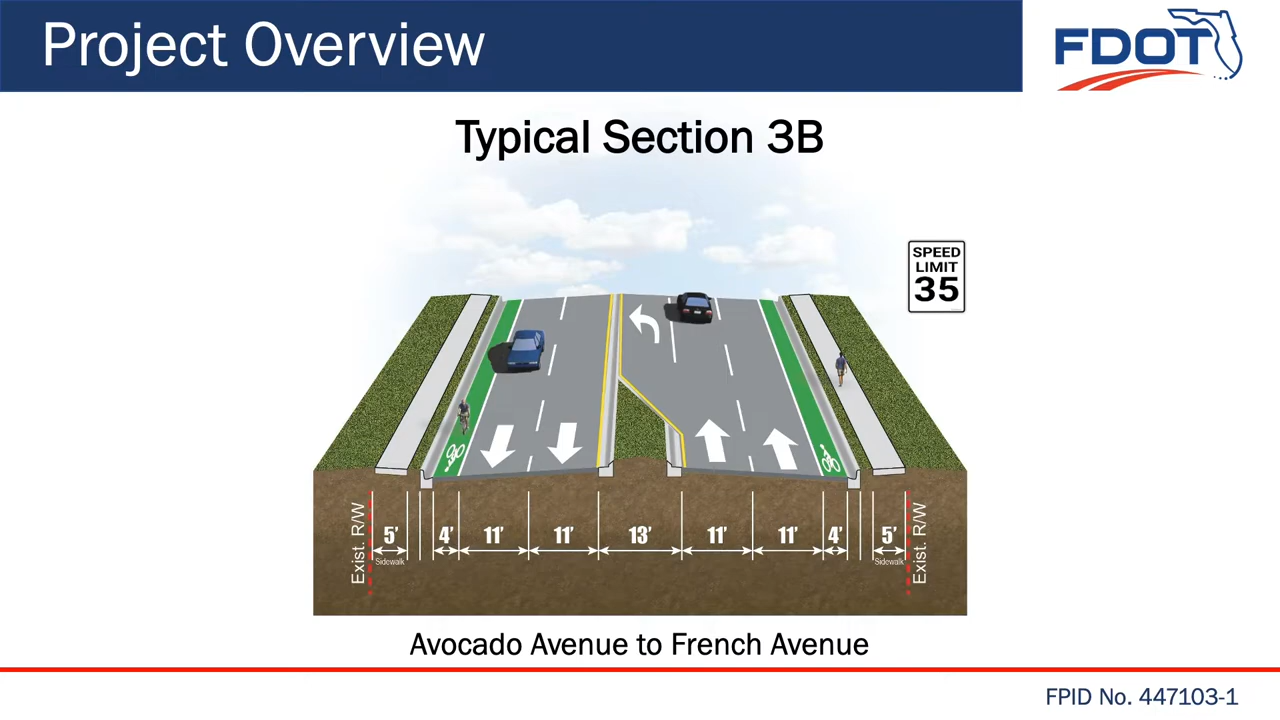 Project Overview
FDOT
Typical Section 3B
SPEED
LIMIT
35
Exist. R/W
5'
4'
11'
11'
13'
11'
11'
4'
5'
Exist. R/W
Sidewalk
Sidewalk
Avocado Avenue to French Avenue
FPID No. 447103-1